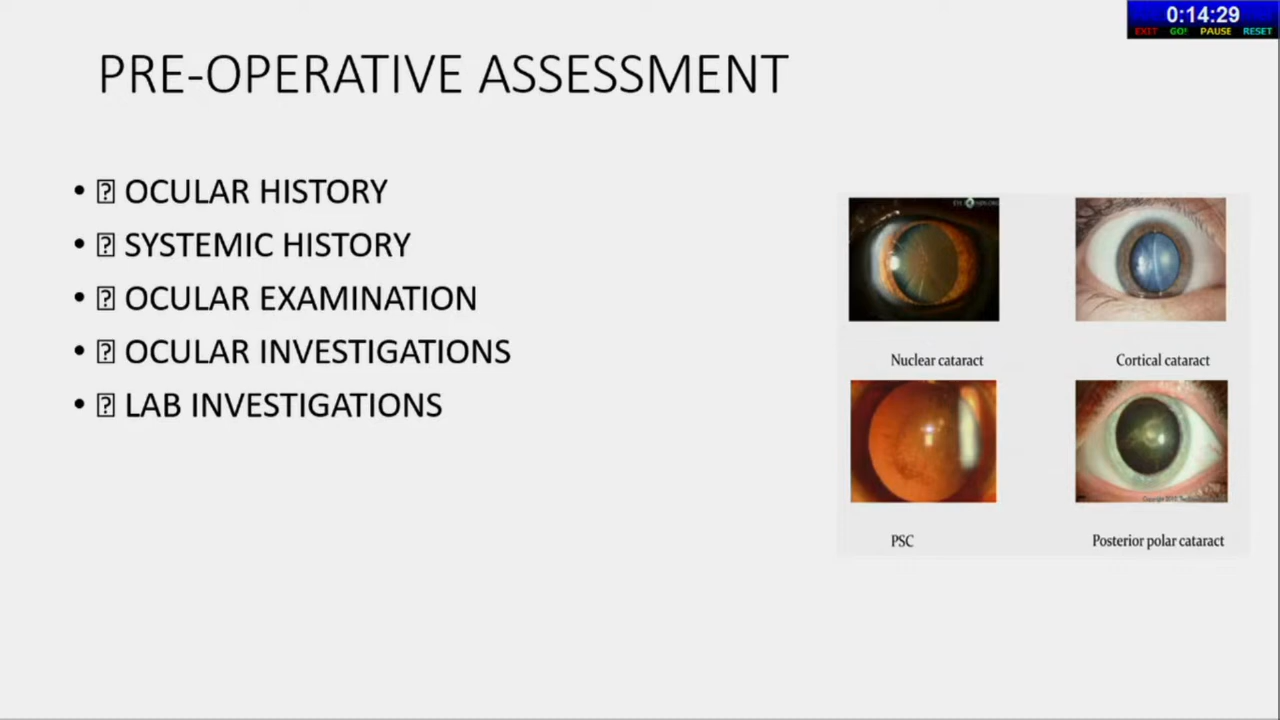 0:14:29
EXIT GO! PAUSE RESET
PRE-OPERATIVE ASSESSMENT
• ⍰ OCULAR HISTORY
• ⍰ SYSTEMIC HISTORY
• ⍰ OCULAR EXAMINATION
• ⍰ OCULAR INVESTIGATIONS
• ⍰ LAB INVESTIGATIONS
Nuclear cataract
Cortical cataract
PSC
Posterior polar cataract